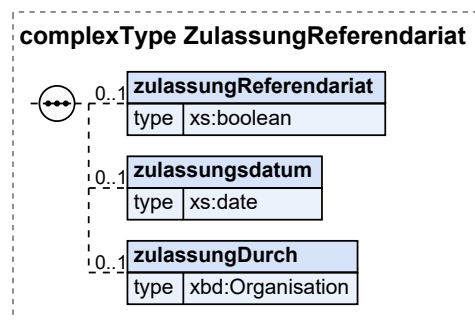 complexType ZulassungReferendariat
0..1 zulassungReferendariat
type xs:boolean
0..1 zulassungsdatum
type xs:date
0..1 zulassungDurch
type xbd:Organisation